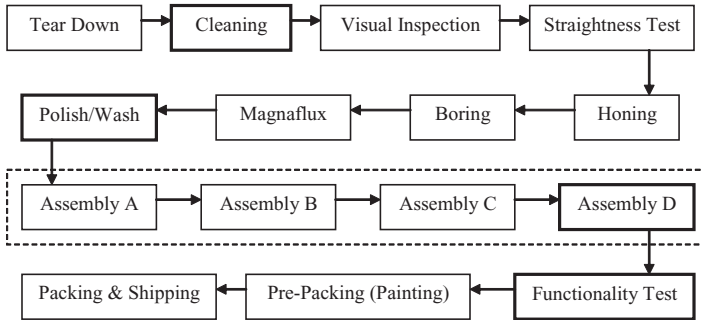 Tear Down
Cleaning
Visual Inspection
Straightness Test
Honing
Boring
Magnaflux
Polish/Wash
Assembly A
Assembly B
Assembly C
Assembly D
Functionality Test
Pre-Packing (Painting)
Packing & Shipping